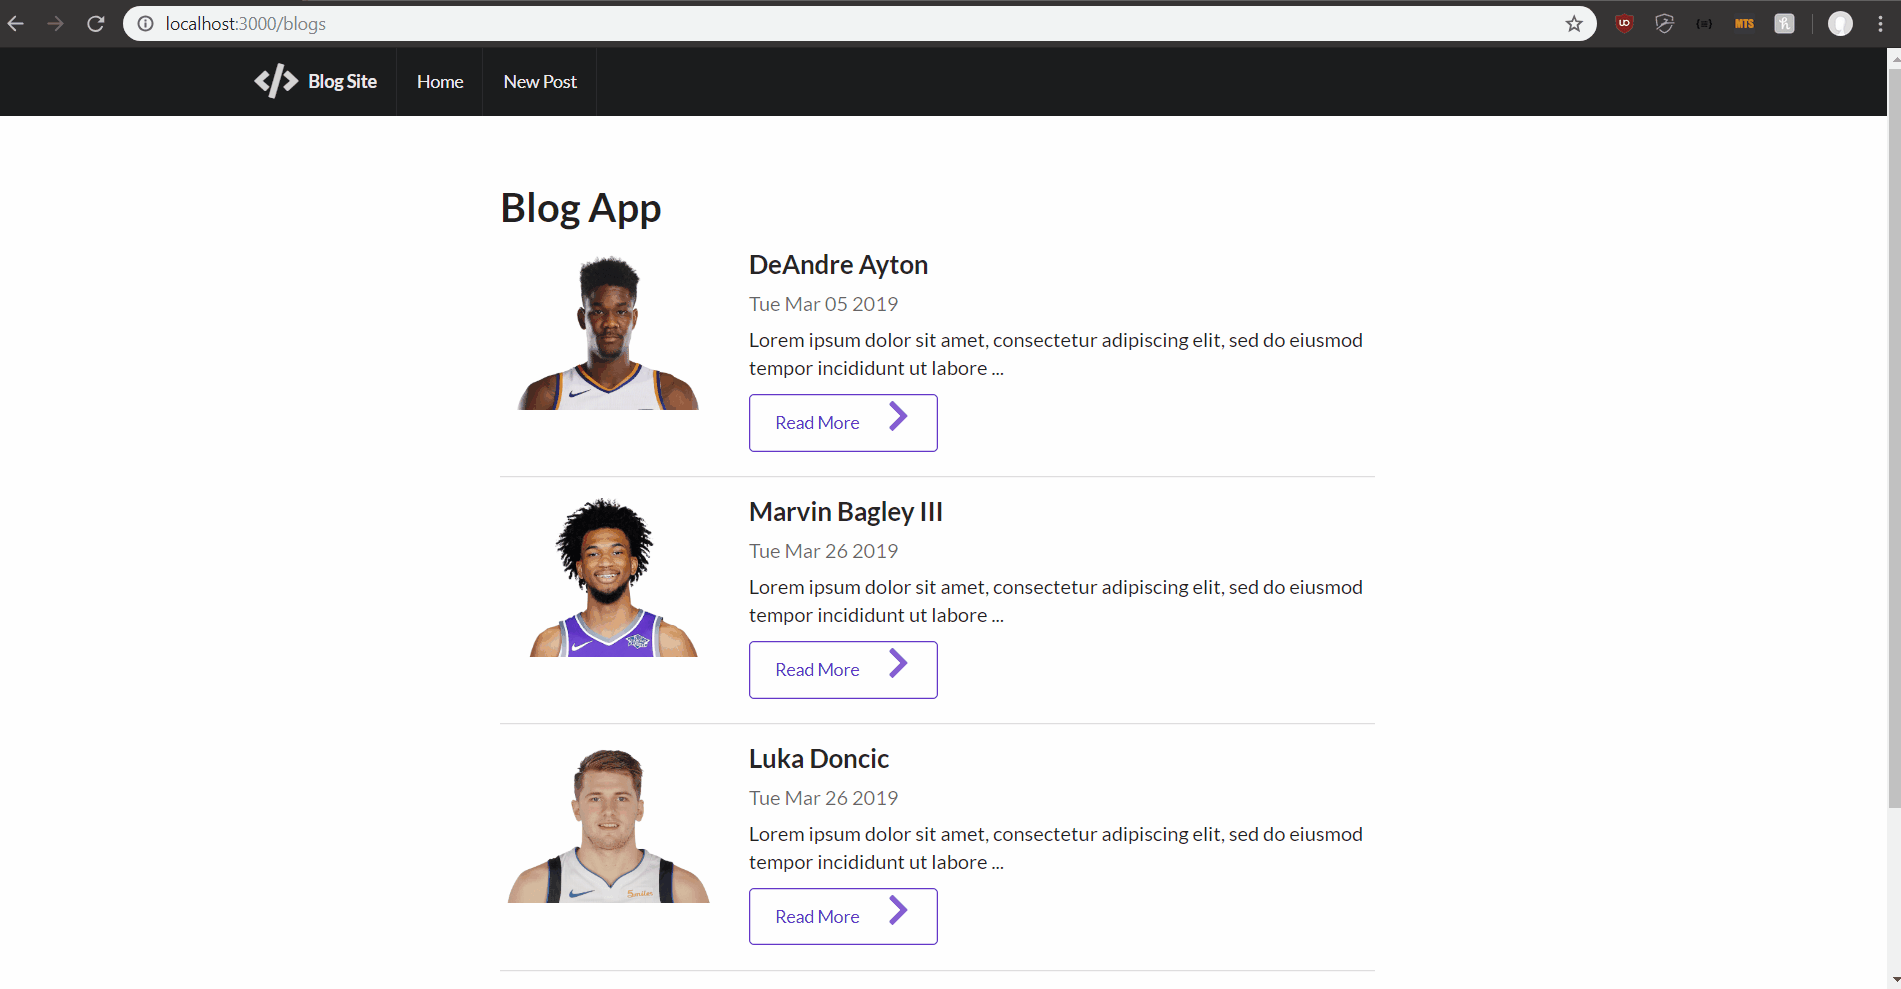 localhost:3000/blogs
MTS
Blog Site
Home
New Post
Blog App
DeAndre Ayton
Tue Mar 05 2019
Lorem ipsum dolor sit amet, consectetur adipiscing elit, sed do eiusmod
tempor incididunt ut labore ...
Read More
Marvin Bagley III
Tue Mar 26 2019
Lorem ipsum dolor sit amet, consectetur adipiscing elit, sed do eiusmod
tempor incididunt ut labore ...
Read More
Luka Doncic
Tue Mar 26 2019
Lorem ipsum dolor sit amet, consectetur adipiscing elit, sed do eiusmod
tempor incididunt ut labore ...
Read More